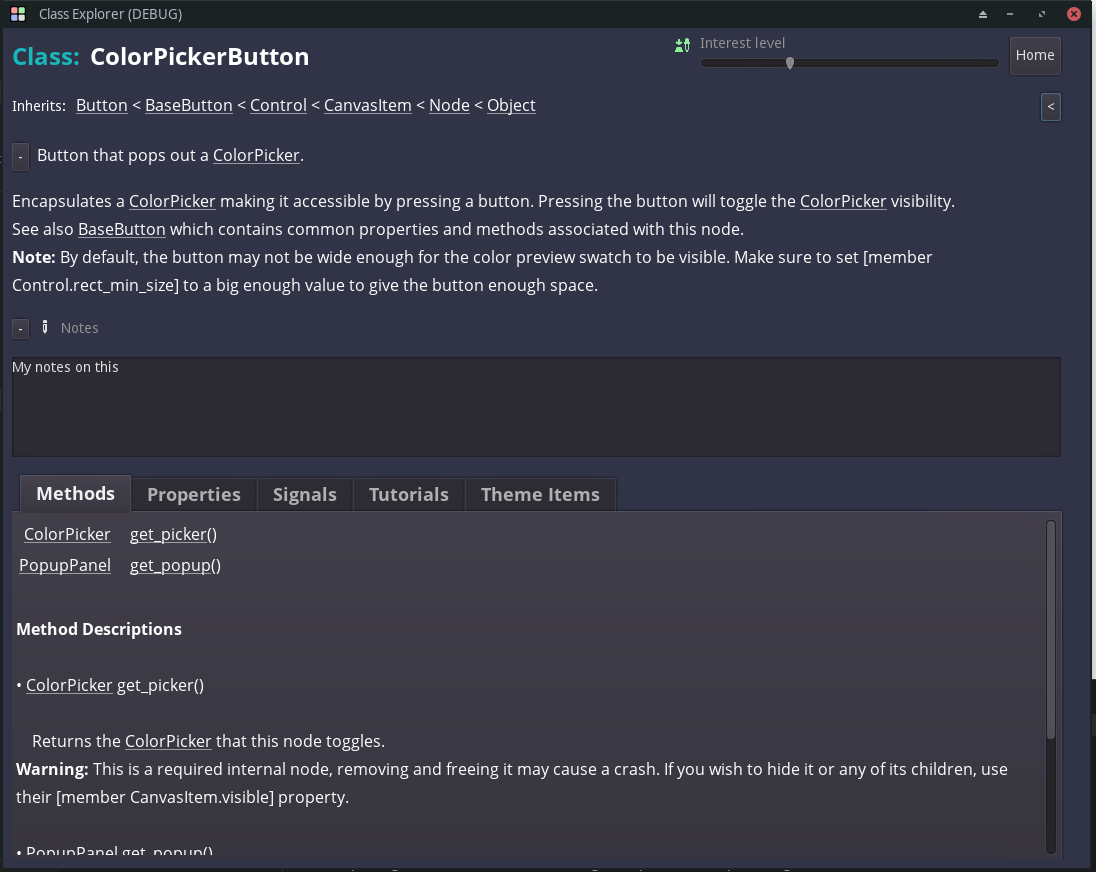 Class Explorer (DEBUG)
Class: ColorPickerButton
Interest level
Home
Inherits: Button < BaseButton < Control < CanvasItem < Node < Object
<
- Button that pops out a ColorPicker.
Encapsulates a ColorPicker making it accessible by pressing a button. Pressing the button will toggle the ColorPicker visibility.
See also BaseButton which contains common properties and methods associated with this node.
Note: By default, the button may not be wide enough for the color preview swatch to be visible. Make sure to set [member
Control.rect_min_size] to a big enough value to give the button enough space.
- Notes
My notes on this
Methods Properties Signals Tutorials Theme Items
ColorPicker get_picker()
PopupPanel get_popup()
Method Descriptions
• ColorPicker get_picker()
Returns the ColorPicker that this node toggles.
Warning: This is a required internal node, removing and freeing it may cause a crash. If you wish to hide it or any of its children, use
their [member CanvasItem.visible] property.
• PopupPanel get_popup()